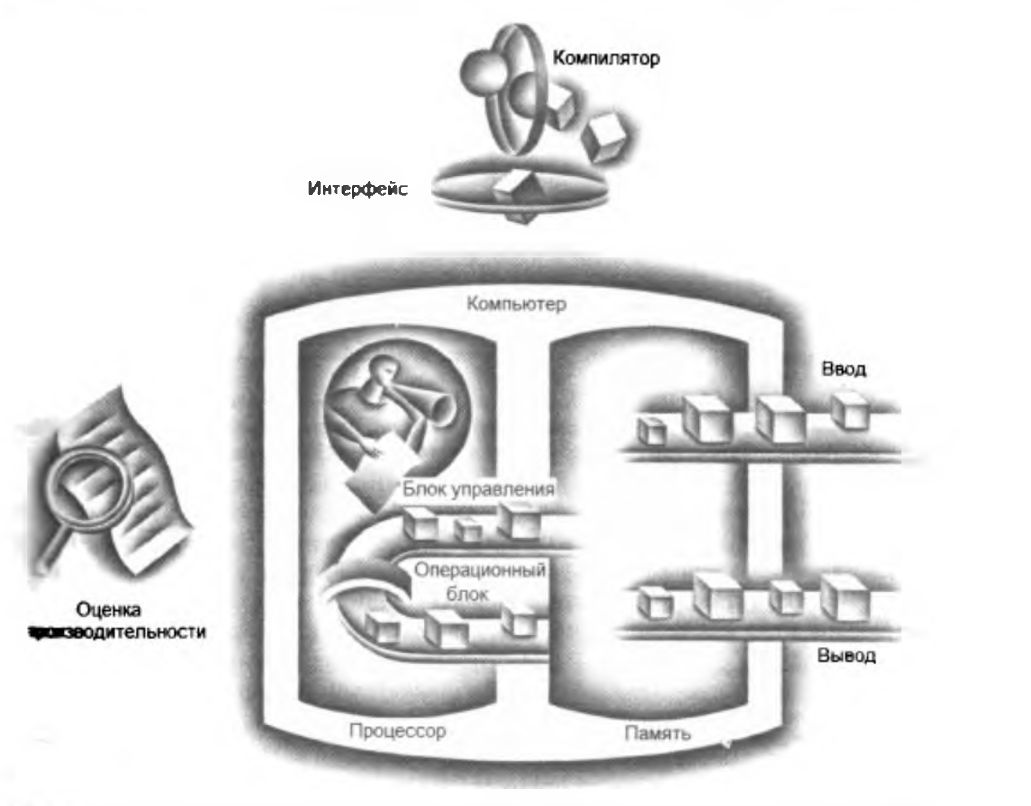 Компилятор
Интерфейс
Компьютер
Ввод
Блок управления
Операционный
блок
Оценка
производительности
Вывод
Процессор
Память